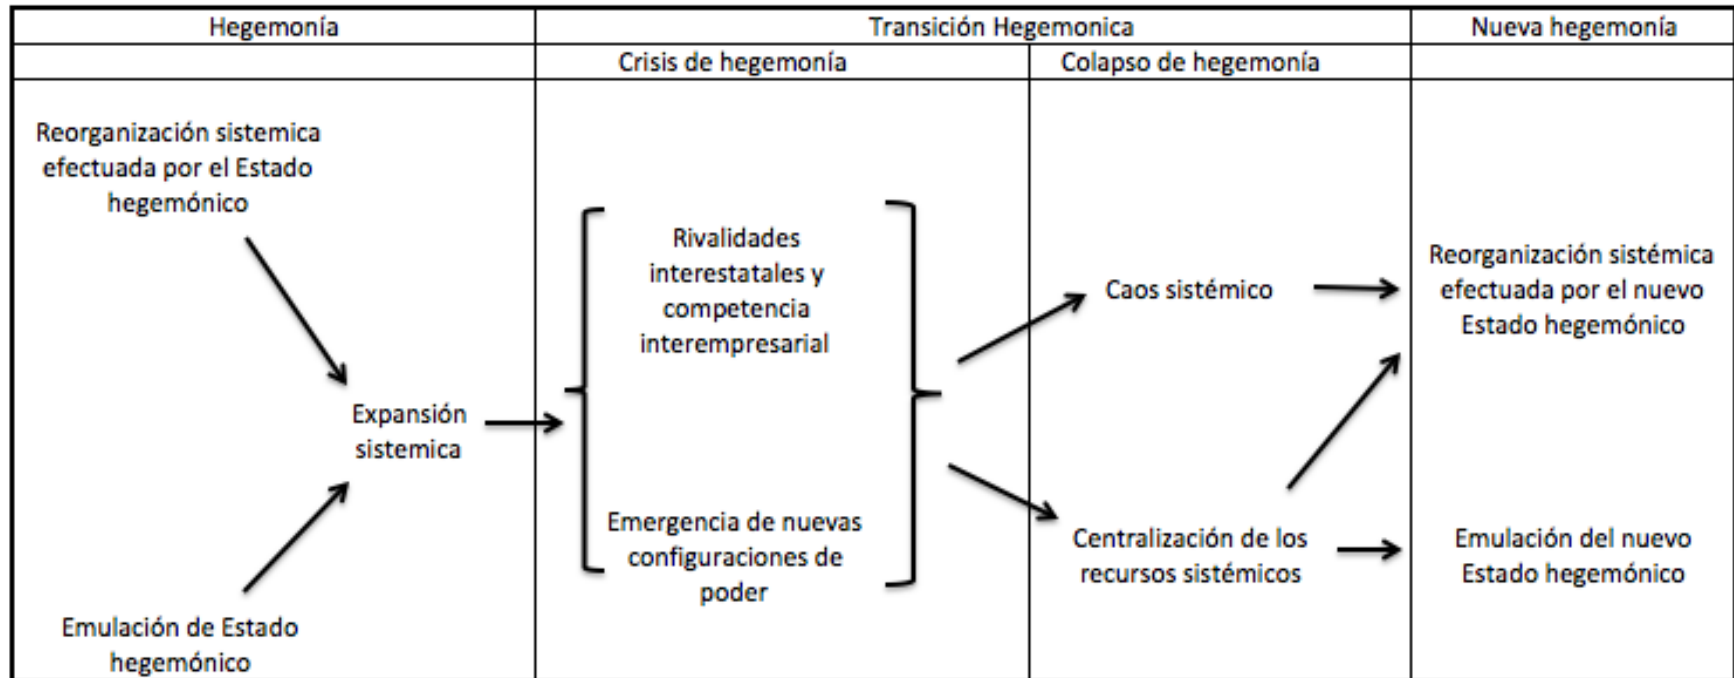 Hegemonía
Transición Hegemonica
Nueva hegemonía
Crisis de hegemonía
Colapso de hegemonía
Reorganización sistemica
efectuada por el Estado
hegemónico
Expansión
sistemica
Emulación de Estado
hegemónico
Rivalidades
interestatales y
competencia
interempresarial
Emergencia de nuevas
configuraciones de
poder
Caos sistémico
Centralización de los
recursos sistémicos
Reorganización sistémica
efectuada por el nuevo
Estado hegemónico
Emulación del nuevo
Estado hegemónico